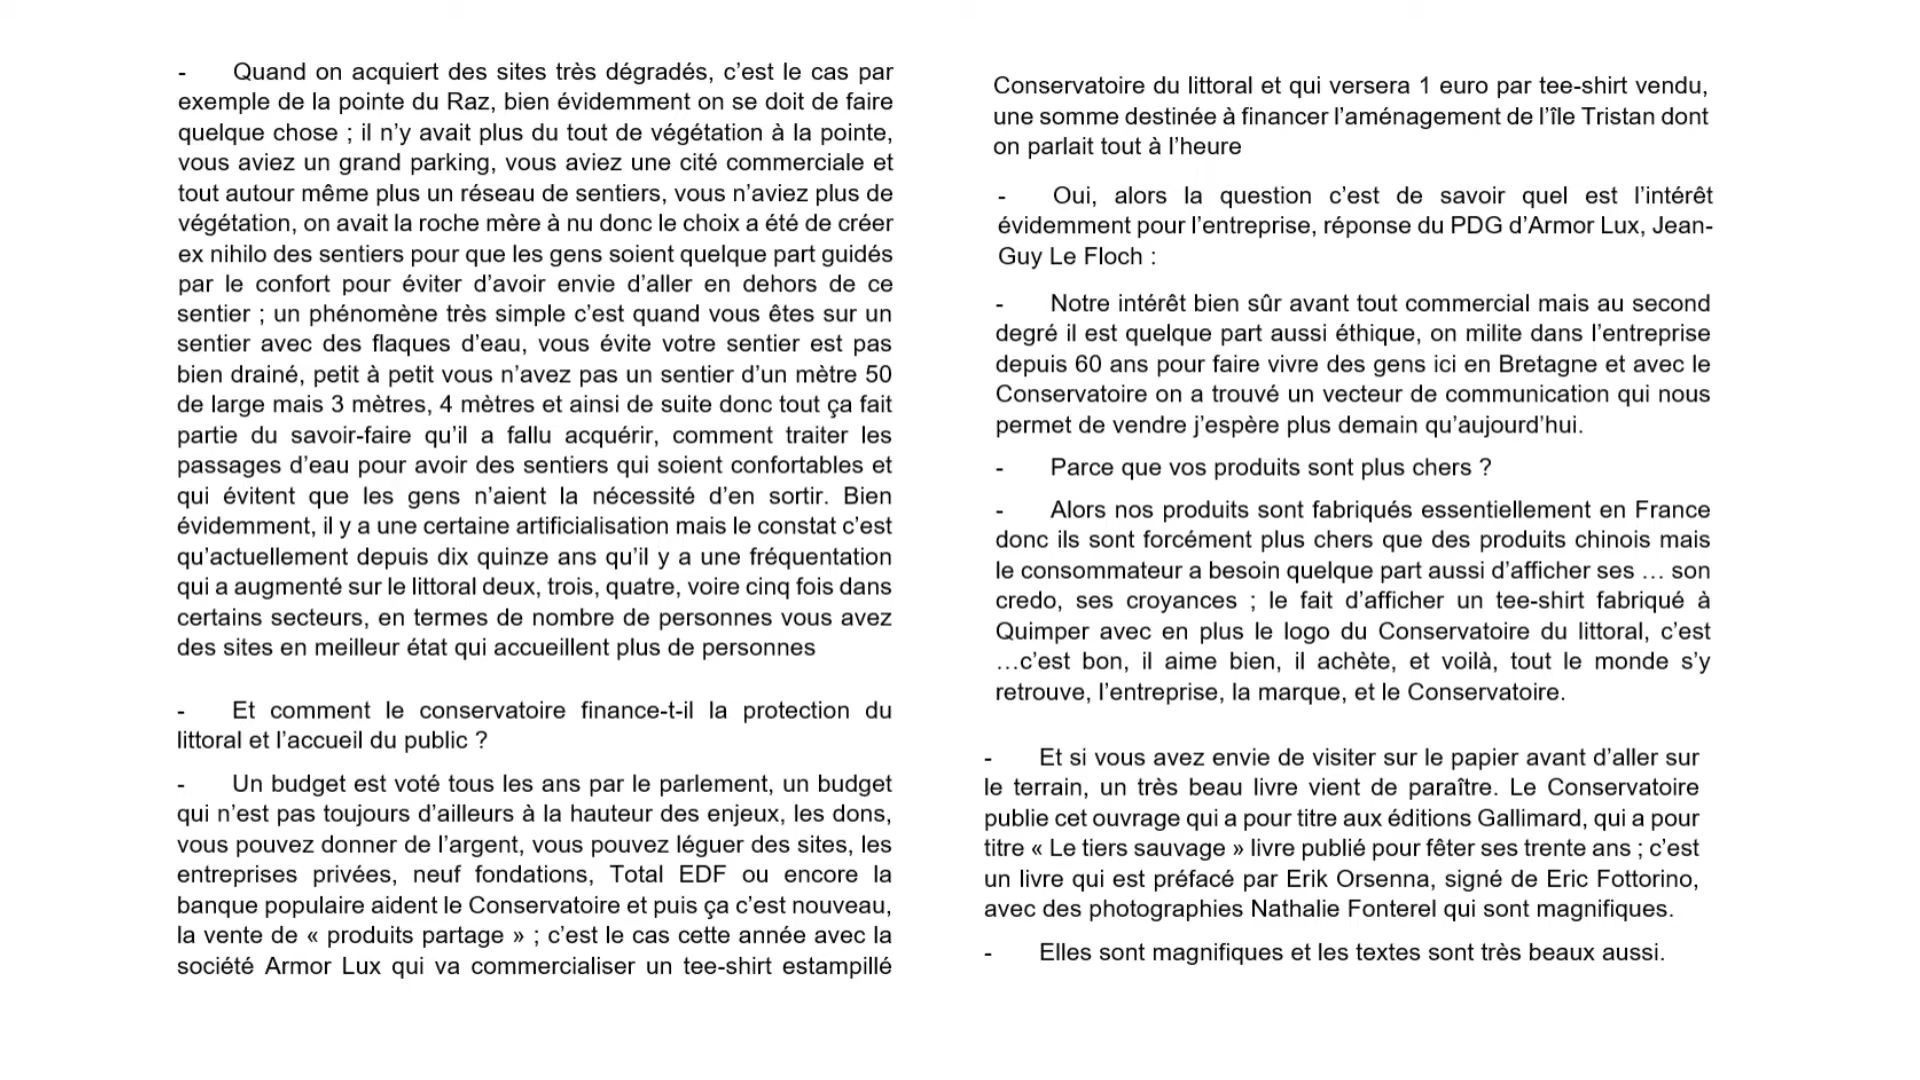 - Quand on acquiert des sites très dégradés, c’est le cas par
exemple de la pointe du Raz, bien évidemment on se doit de faire
quelque chose ; il n’y avait plus du tout de végétation à la pointe,
vous aviez un grand parking, vous aviez une cité commerciale et
tout autour même plus un réseau de sentiers, vous n’aviez plus de
végétation, on avait la roche mère à nu donc le choix a été de créer
ex nihilo des sentiers pour que les gens soient quelque part guidés
par le confort pour éviter d’avoir envie d’aller en dehors de ce
sentier ; un phénomène très simple c’est quand vous êtes sur un
sentier avec des flaques d’eau, vous évite votre sentier est pas
bien drainé, petit à petit vous n’avez pas un sentier d’un mètre 50
de large mais 3 mètres, 4 mètres et ainsi de suite donc tout ça fait
partie du savoir-faire qu’il a fallu acquérir, comment traiter les
passages d’eau pour avoir des sentiers qui soient confortables et
qui évitent que les gens n’aient la nécessité d’en sortir. Bien
évidemment, il y a une certaine artificialisation mais le constat c’est
qu’actuellement depuis dix quinze ans qu’il y a une fréquentation
qui a augmenté sur le littoral deux, trois, quatre, voire cinq fois dans
certains secteurs, en termes de nombre de personnes vous avez
des sites en meilleur état qui accueillent plus de personnes
- Et comment le conservatoire finance-t-il la protection du
littoral et l’accueil du public ?
- Un budget est voté tous les ans par le parlement, un budget
qui n’est pas toujours d’ailleurs à la hauteur des enjeux, les dons,
vous pouvez donner de l’argent, vous pouvez léguer des sites, les
entreprises privées, neuf fondations, Total EDF ou encore la
banque populaire aident le Conservatoire et puis ça c’est nouveau,
la vente de « produits partage » ; c’est le cas cette année avec la
société Armor Lux qui va commercialiser un tee-shirt estampillé
Conservatoire du littoral et qui versera 1 euro par tee-shirt vendu,
une somme destinée à financer l’aménagement de l’île Tristan dont
on parlait tout à l’heure
- Oui, alors la question c’est de savoir quel est l’intérêt
évidemment pour l’entreprise, réponse du PDG d’Armor Lux, Jean-
Guy Le Floch :
- Notre intérêt bien sûr avant tout commercial mais au second
degré il est quelque part aussi éthique, on milite dans l’entreprise
depuis 60 ans pour faire vivre des gens ici en Bretagne et avec le
Conservatoire on a trouvé un vecteur de communication qui nous
permet de vendre j’espère plus demain qu’aujourd’hui.
- Parce que vos produits sont plus chers ?
- Alors nos produits sont fabriqués essentiellement en France
donc ils sont forcément plus chers que des produits chinois mais
le consommateur a besoin quelque part aussi d’afficher ses … son
credo, ses croyances ; le fait d’afficher un tee-shirt fabriqué à
Quimper avec en plus le logo du Conservatoire du littoral, c’est
…c’est bon, il aime bien, il achète, et voilà, tout le monde s’y
retrouve, l’entreprise, la marque, et le Conservatoire.
- Et si vous avez envie de visiter sur le papier avant d’aller sur
le terrain, un très beau livre vient de paraître. Le Conservatoire
publie cet ouvrage qui a pour titre aux éditions Gallimard, qui a pour
titre « Le tiers sauvage » livre publié pour fêter ses trente ans ; c’est
un livre qui est préfacé par Erik Orsenna, signé de Eric Fottorino,
avec des photographies Nathalie Fonterel qui sont magnifiques.
- Elles sont magnifiques et les textes sont très beaux aussi.